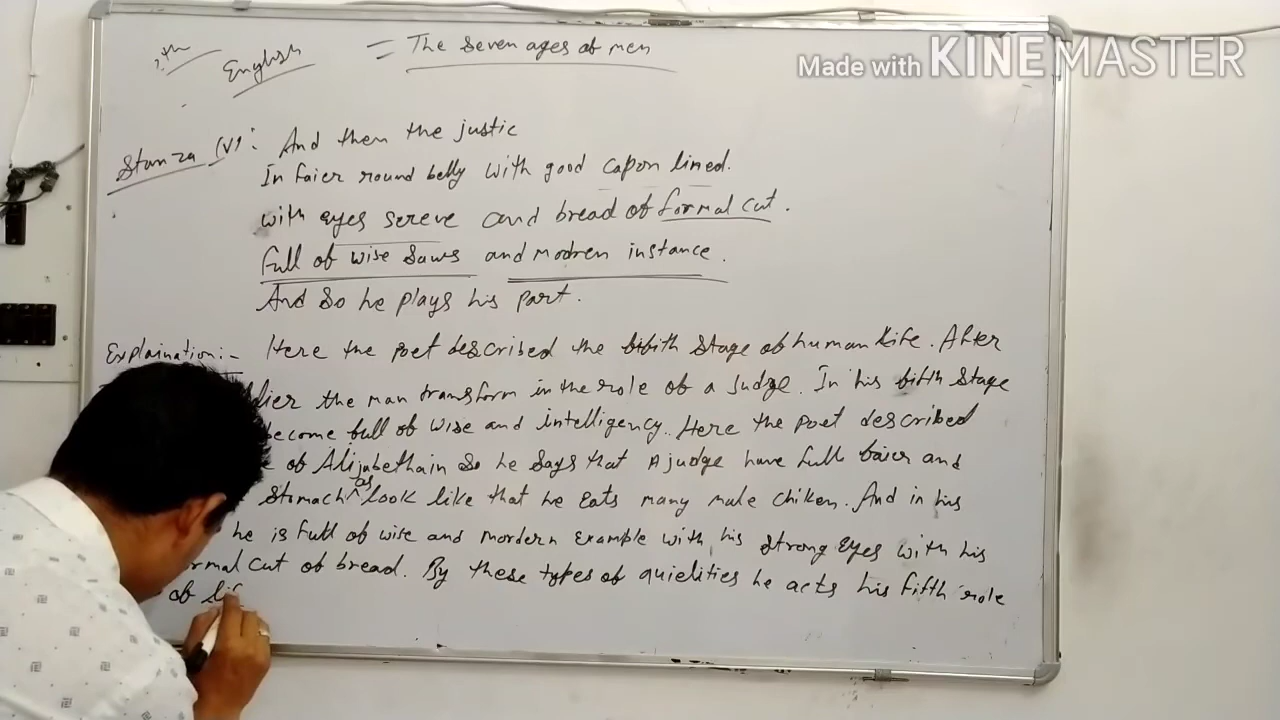 Made with KINEMASTER
English = The Seven ages of men
Stanza (V): And then the justic
In faier round belly with good capon lined.
with eyes screve and bread of formal cut.
Full of wise saws and modren instance.
And so he plays his part.
Explaination:- Here the poet described the fifth stage of human life. After
the man transform in the role of a Judge. In his fifth stage
become full of wise and intelligency. Here the poet described
of Alijabethain so he says that A judge have full faier and
stomach as look like that he eats many male chiken. And in his
he is full of wise and mordern example with his strong eyes with his
cut of bread. By these types of quielities he acts his fifth role
of